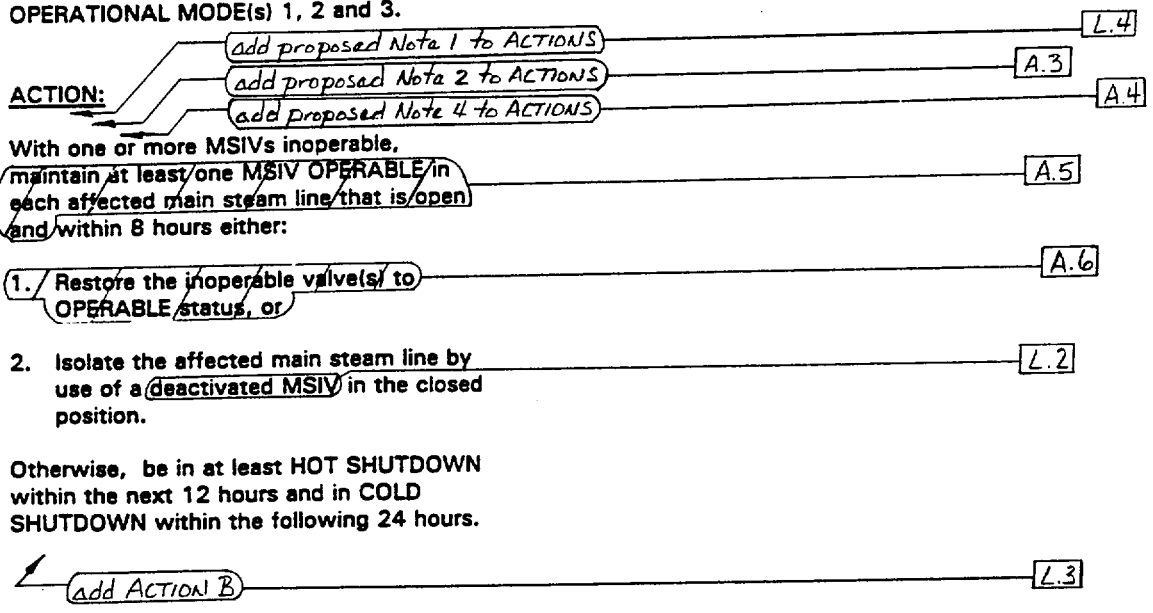 OPERATIONAL MODE(s) 1, 2 and 3.
add proposed Note 1 to ACTIONS L.4
add proposed Note 2 to ACTIONS A.3
ACTION:
add proposed Note 4 to ACTIONS A.4
With one or more MSIVs inoperable,
maintain at least one MSIV OPERABLE in A.5
each affected main steam line that is open
and within 8 hours either:
1. Restore the inoperable valve(s) to A.6
OPERABLE status, or
2. Isolate the affected main steam line by L.2
use of a deactivated MSIV in the closed
position.
Otherwise, be in at least HOT SHUTDOWN
within the next 12 hours and in COLD
SHUTDOWN within the following 24 hours.
add ACTION B L.3